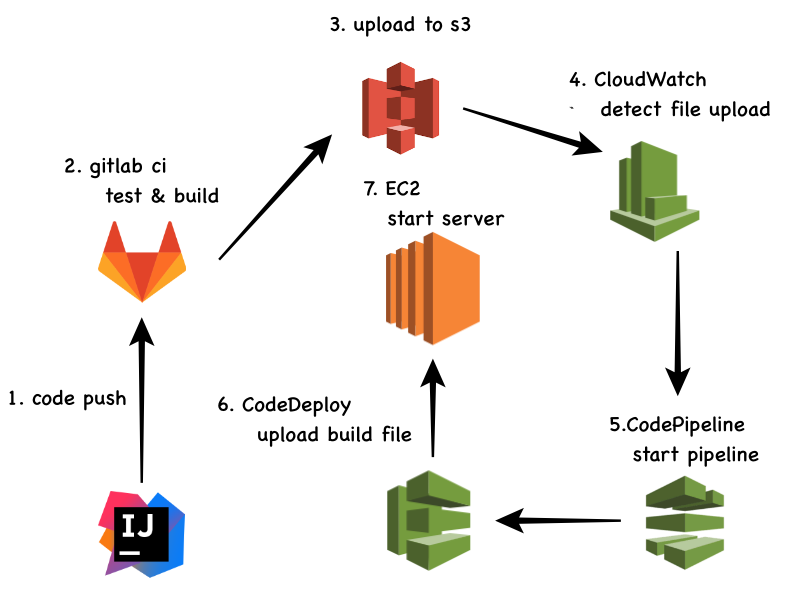 3. upload to s3
4. CloudWatch
detect file upload
2. gitlab ci
test & build
7. EC2
start server
1. code push
6. CodeDeploy
upload build file
5.CodePipeline
start pipeline
IJ